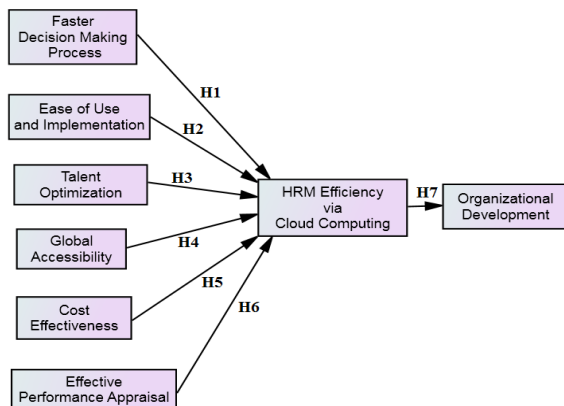 Faster
Decision Making
Process
H1
Ease of Use
and Implementation
H2
Talent
Optimization
H3
HRM Efficiency
via
Cloud Computing
H7
Organizational
Development
Global
Accessibility
H4
Cost
Effectiveness
H5
H6
Effective
Performance Appraisal